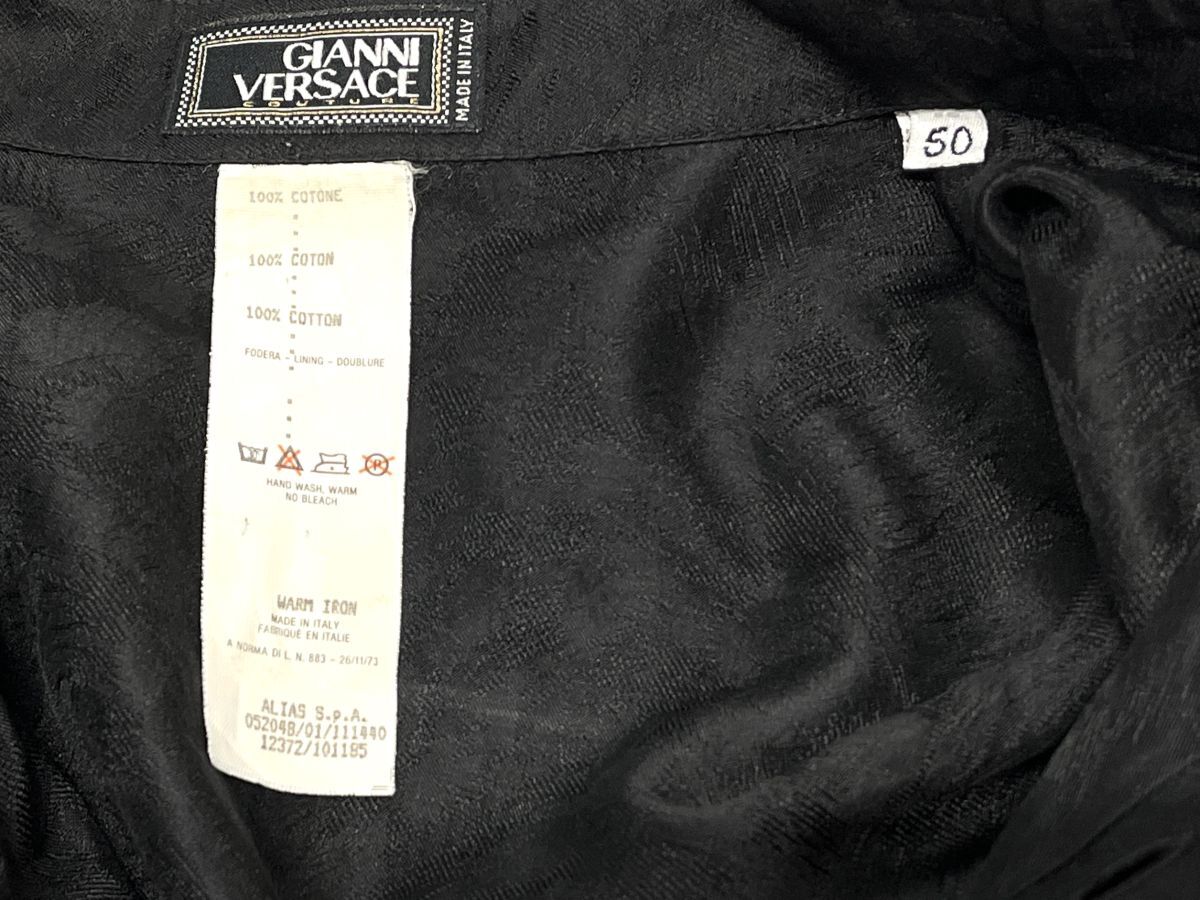 GIANNI
VERSACE
COUTURE
MADE IN ITALY
50
100% COTONE
100% COTON
100% COTTON
FODERA - LINING - DOUBLURE
HAND WASH, WARM
NO BLEACH
WARM IRON
MADE IN ITALY
FABRIQUÉ EN ITALIE
A NORMA DI L. N. 883 - 26/11/73
ALIAS S.p.A.
052048/01/111440
12372/101185